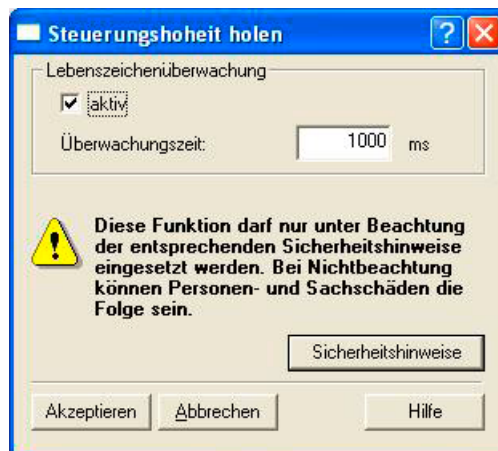 Steuerungshoheit holen
Lebenszeichenüberwachung
aktiv
Überwachungszeit: 1000 ms
Diese Funktion darf nur unter Beachtung
der entsprechenden Sicherheitshinweise
eingesetzt werden. Bei Nichtbeachtung
können Personen- und Sachschäden die
Folge sein.
Sicherheitshinweise
Akzeptieren Abbrechen Hilfe